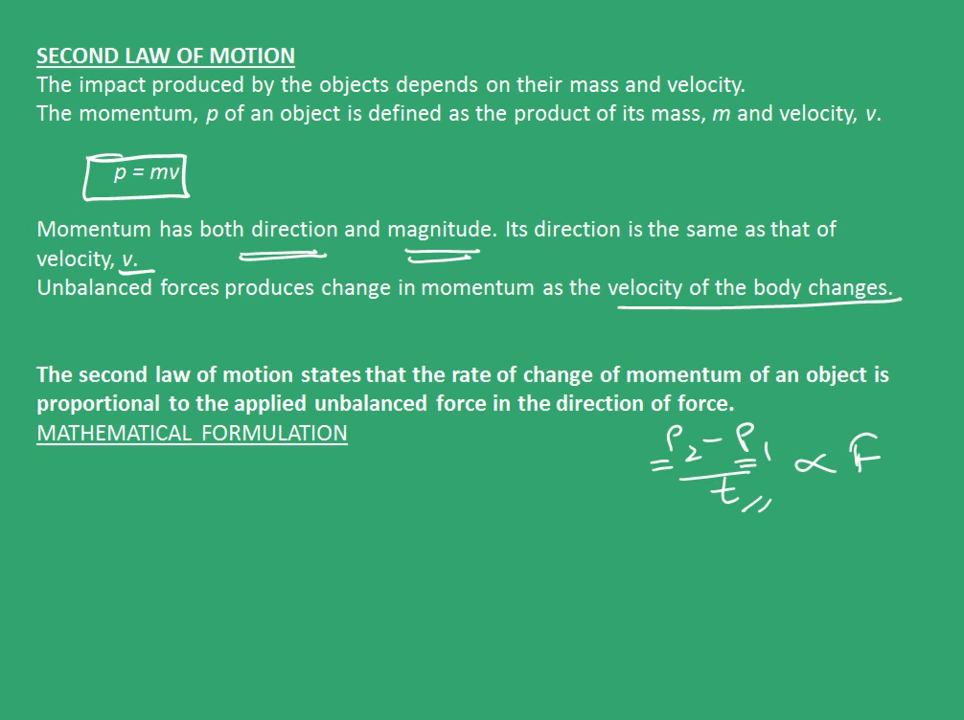 SECOND LAW OF MOTION
The impact produced by the objects depends on their mass and velocity.
The momentum, p of an object is defined as the product of its mass, m and velocity, v.
p = mv
Momentum has both direction and magnitude. Its direction is the same as that of
velocity, v.
Unbalanced forces produces change in momentum as the velocity of the body changes.
The second law of motion states that the rate of change of momentum of an object is
proportional to the applied unbalanced force in the direction of force.
MATHEMATICAL FORMULATION
P₂ - P₁ ∝ F
t